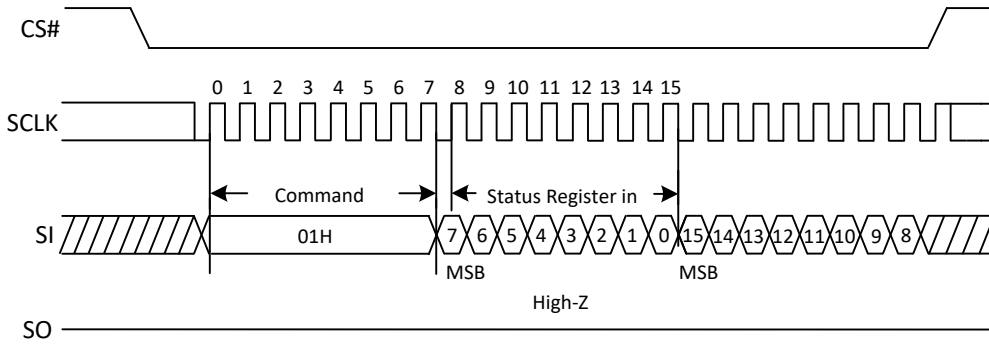 CS#
0 1 2 3 4 5 6 7 8 9 10 11 12 13 14 15
SCLK
Command Status Register in
SI 01H 7 6 5 4 3 2 1 0 15 14 13 12 11 10 9 8
MSB MSB
High-Z
SO